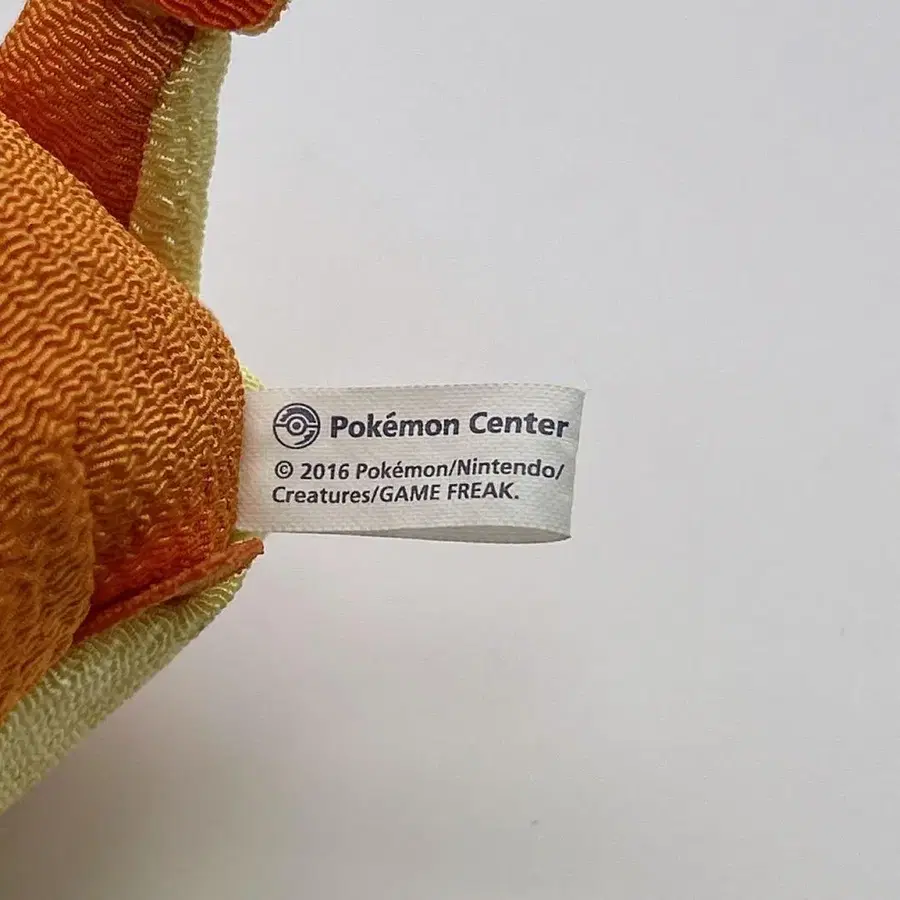 Pokémon Center
© 2016 Pokémon/Nintendo/
Creatures/GAME FREAK.